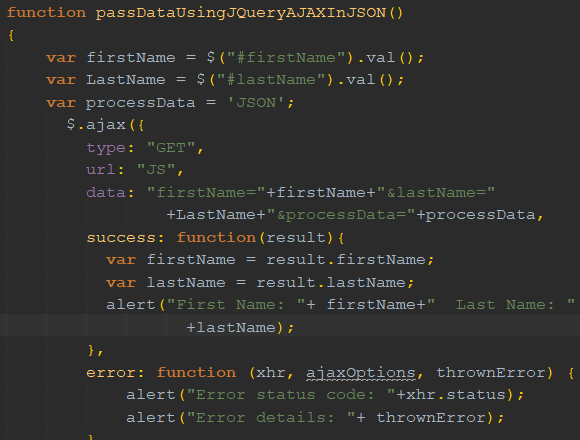 function passDataUsingJQueryAJAXInJSON()
{
var firstName = $("#firstName").val();
var LastName = $("#lastName").val();
var processData = 'JSON';
$.ajax({
type: "GET",
url: "JS",
data: "firstName="+firstName+"&lastName="
+LastName+"&processData="+processData,
success: function(result){
var firstName = result.firstName;
var lastName = result.lastName;
alert("First Name: "+ firstName+"  Last Name: "
+lastName);
},
error: function (xhr, ajaxOptions, thrownError) {
alert("Error status code: "+xhr.status);
alert("Error details: "+ thrownError);
}